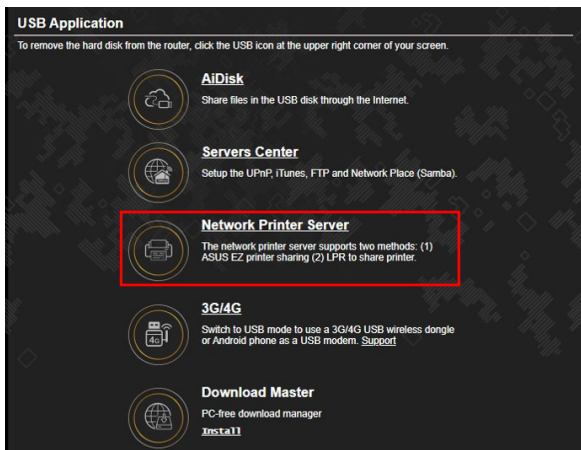 USB Application
To remove the hard disk from the router, click the USB icon at the upper right corner of your screen.
AiDisk
Share files in the USB disk through the Internet.
Servers Center
Setup the UPnP, iTunes, FTP and Network Place (Samba).
Network Printer Server
The network printer server supports two methods: (1)
ASUS EZ printer sharing (2) LPR to share printer.
3G/4G
4G
Switch to USB mode to use a 3G/4G USB wireless dongle
or Android phone as a USB modem. Support
Download Master
PC-free download manager
Install